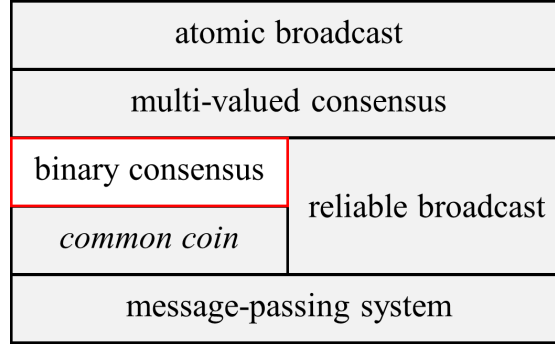 atomic broadcast
multi-valued consensus
binary consensus
reliable broadcast
common coin
message-passing system